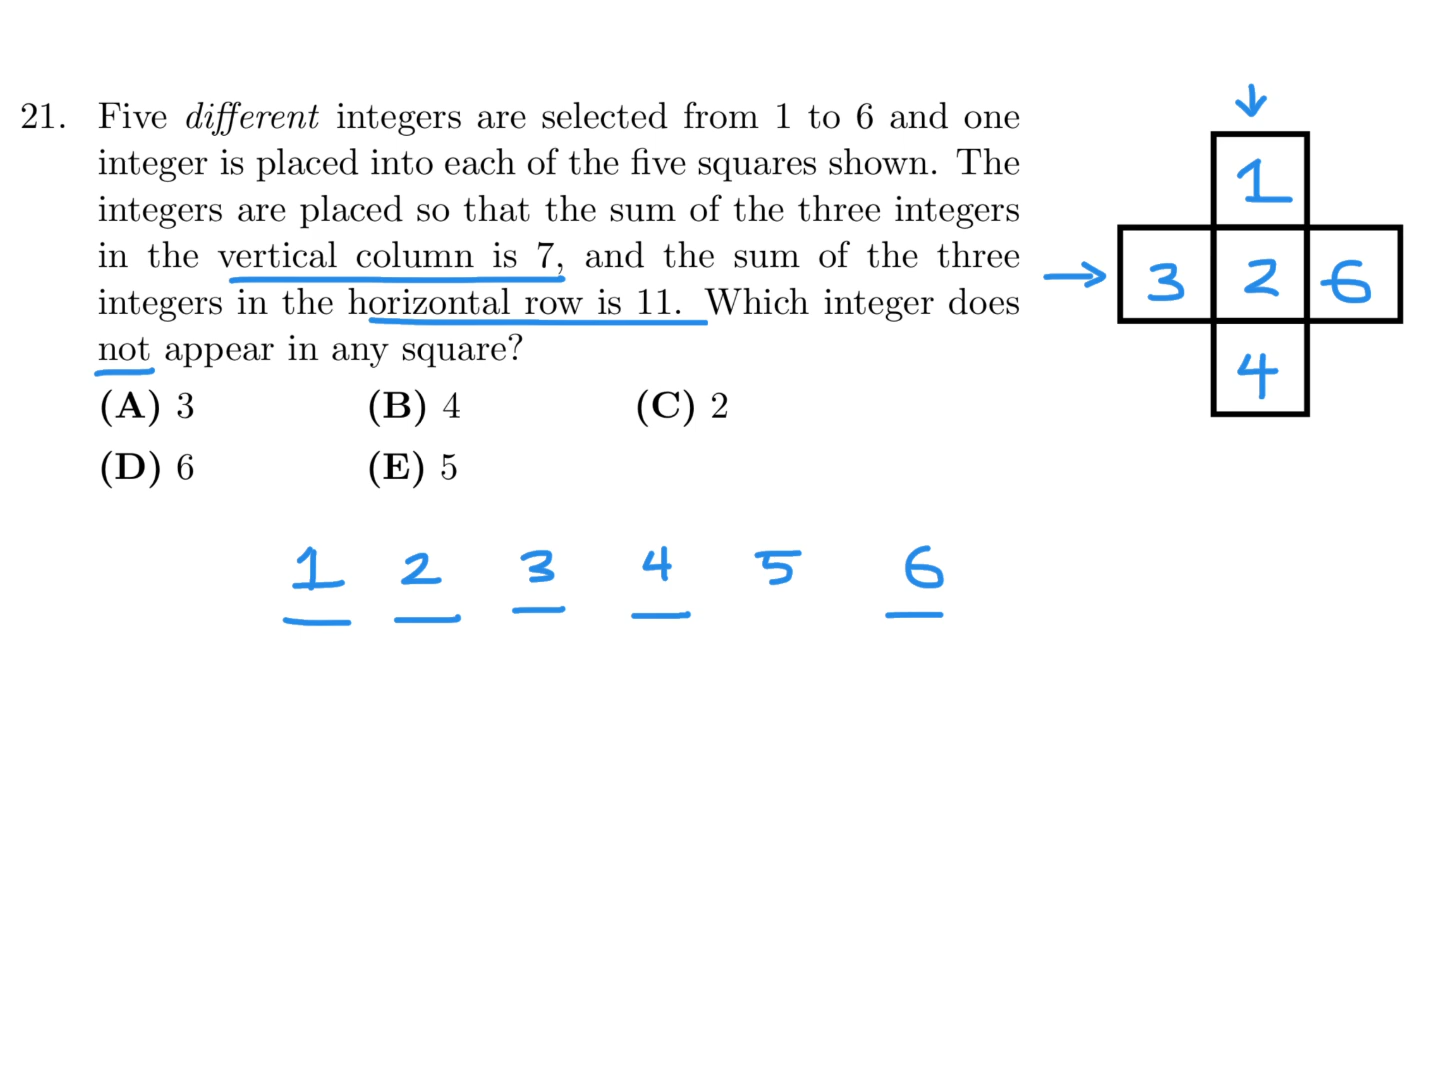 21. Five different integers are selected from 1 to 6 and one
integer is placed into each of the five squares shown. The
integers are placed so that the sum of the three integers
in the vertical column is 7, and the sum of the three
integers in the horizontal row is 11. Which integer does
not appear in any square?
(A) 3 (B) 4 (C) 2
(D) 6 (E) 5
1
3 2 6
4
1 2 3 4 5 6